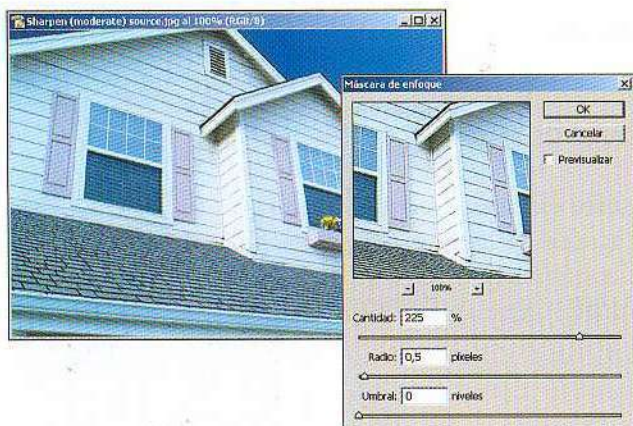 Sharpen (moderate) source.jpg al 100% (RGB/8)
Máscara de enfoque
OK
Cancelar
Previsualizar
100%
Cantidad: 225 %
Radio: 0,5 píxeles
Umbral: 0 niveles